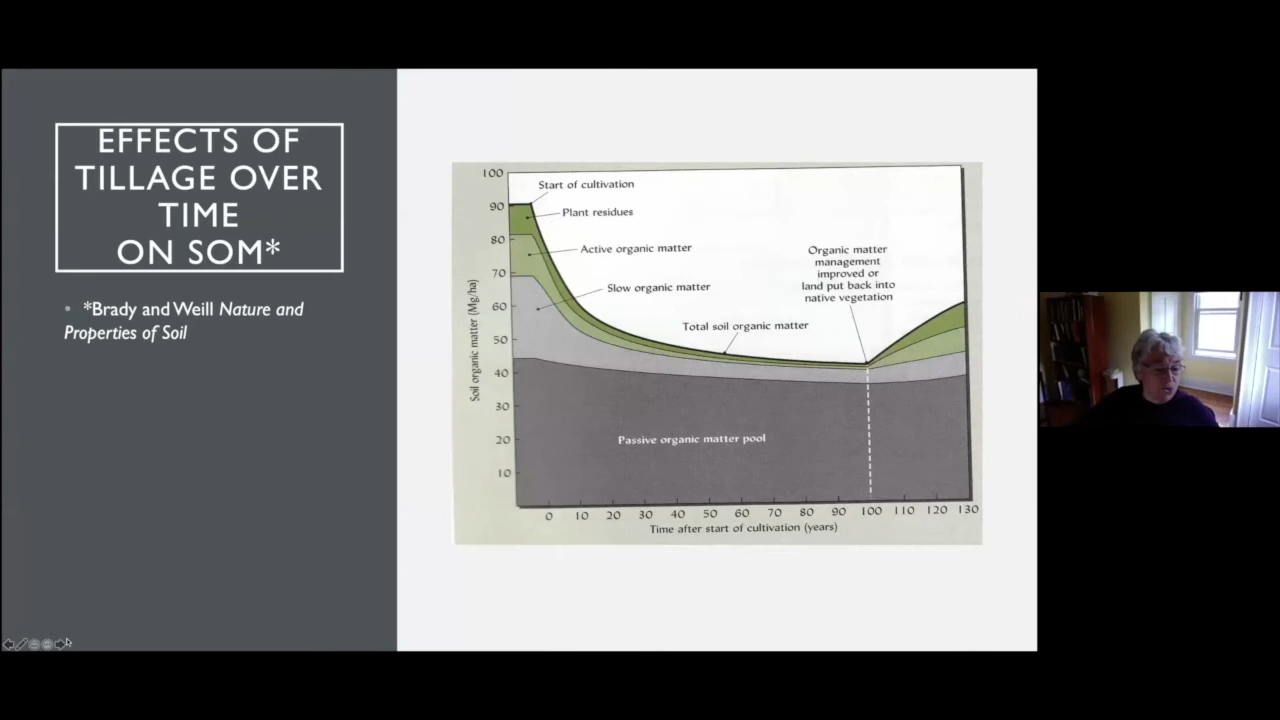 EFFECTS OF
TILLAGE OVER
TIME
ON SOM*
*Brady and Weill Nature and
Properties of Soil
100
90
80
70
60
50
40
30
20
10
Soil organic matter (Mg/ha)
Start of cultivation
Plant residues
Active organic matter
Slow organic matter
Total soil organic matter
Organic matter
management
improved or
land put back into
native vegetation
Passive organic matter pool
0 10 20 30 40 50 60 70 80 90 100 110 120 130
Time after start of cultivation (years)